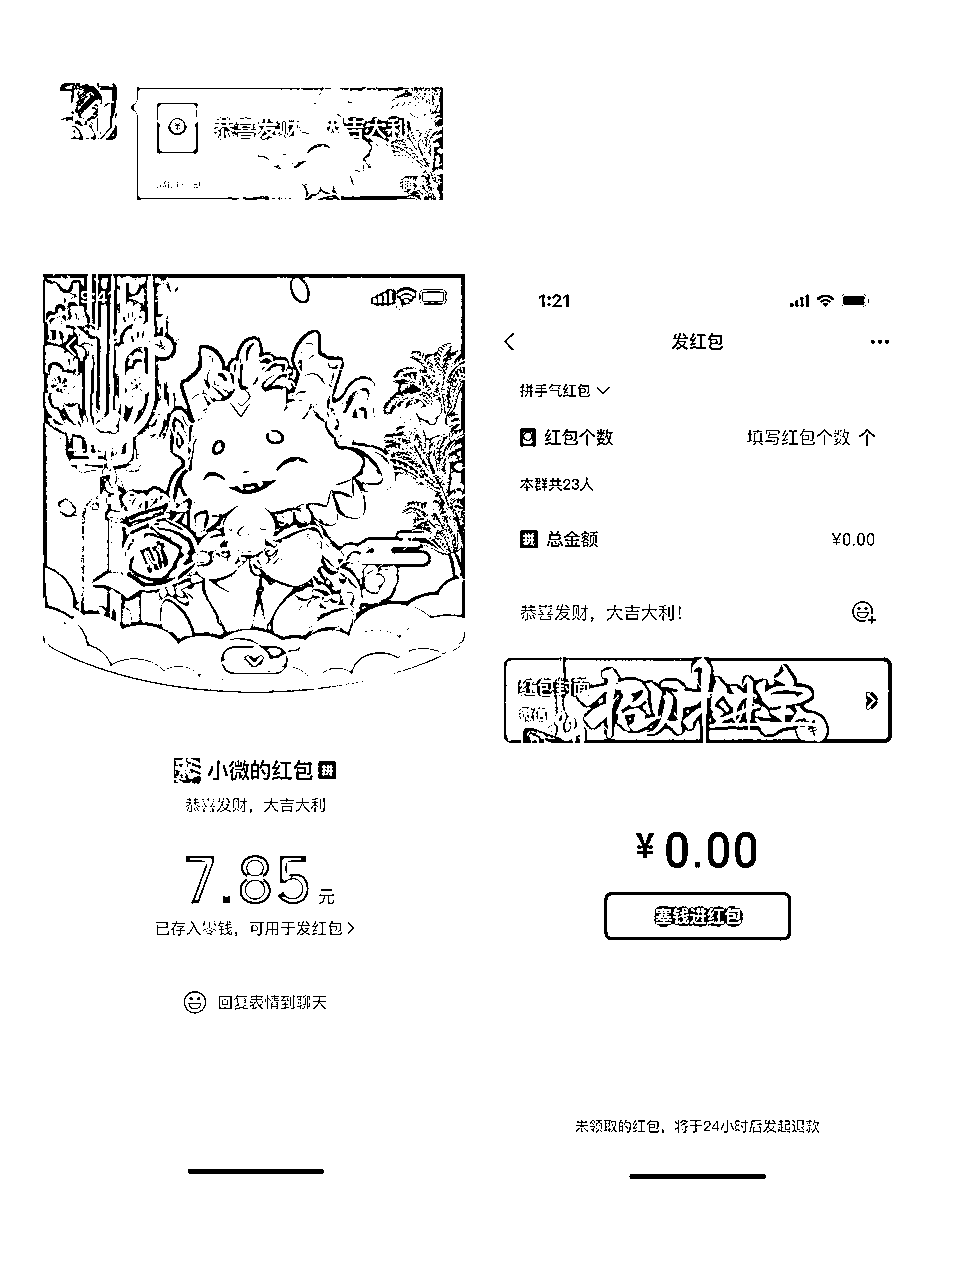 恭喜发财，大吉大利
小微的红包 拼
恭喜发财，大吉大利
7.85 元
已存入零钱，可用于发红包
回复表情到聊天
1:21
发红包
拼手气红包
红包个数 填写红包个数 个
本群共23人
拼 总金额 ¥0.00
恭喜发财，大吉大利！
红包封面
微信
招财进宝
¥0.00
塞钱进红包
未领取的红包，将于24小时后发起退款